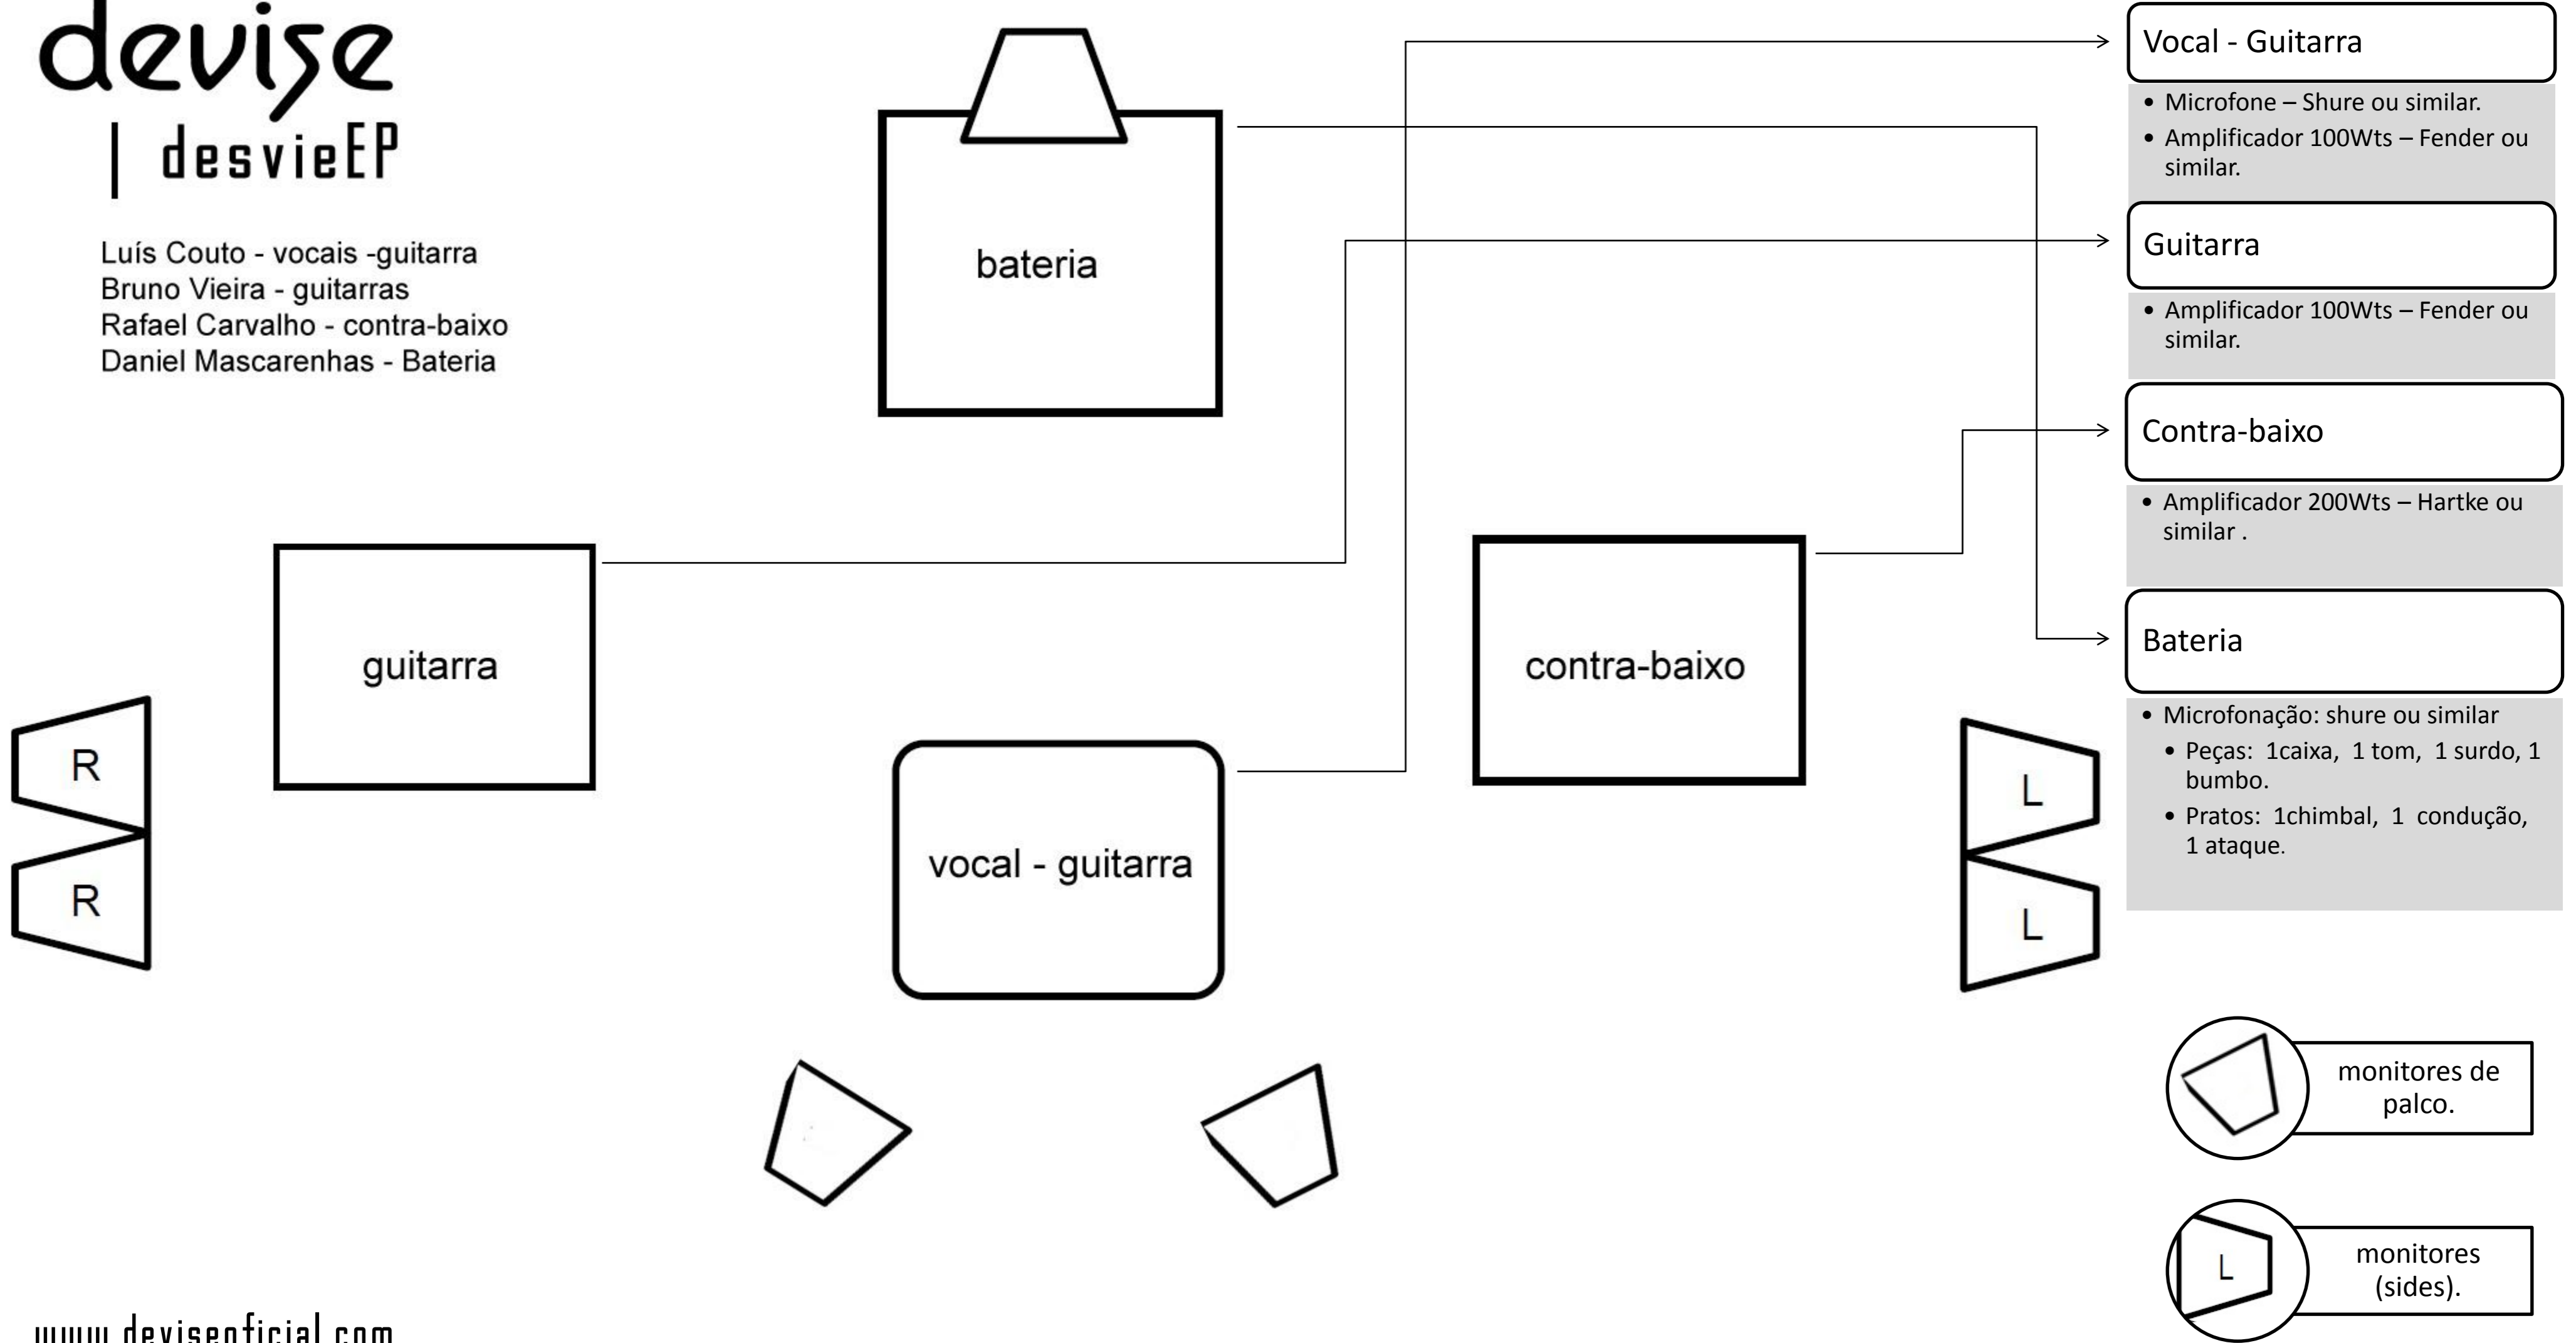 devise
| desvieEP
Luís Couto - vocais -guitarra
Bruno Vieira - guitarras
Rafael Carvalho - contra-baixo
Daniel Mascarenhas - Bateria
bateria
guitarra
contra-baixo
vocal - guitarra
R
R
L
L
Vocal - Guitarra
• Microfone – Shure ou similar.
• Amplificador 100Wts – Fender ou
similar.
Guitarra
• Amplificador 100Wts – Fender ou
similar.
Contra-baixo
• Amplificador 200Wts – Hartke ou
similar .
Bateria
• Microfonação: shure ou similar
• Peças: 1caixa, 1 tom, 1 surdo, 1
bumbo.
• Pratos: 1chimbal, 1 condução,
1 ataque.
monitores de
palco.
L
monitores
(sides).
www.deviseoficial.com